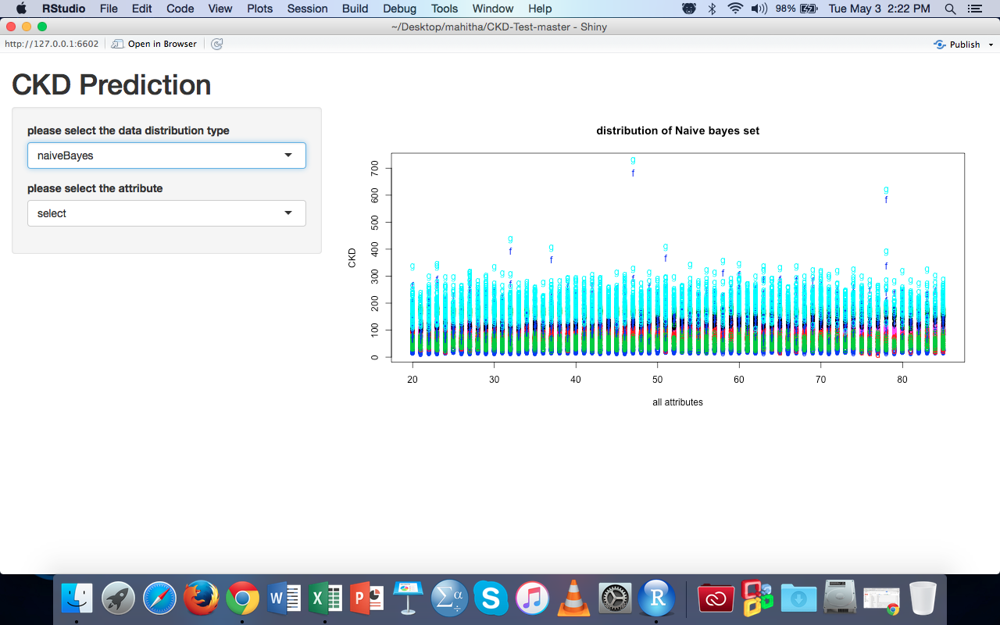 RStudio File Edit Code View Plots Session Build Debug Tools Window Help 98% Tue May 3 2:22 PM
~/Desktop/mahitha/CKD-Test-master - Shiny
http://127.0.0.1:6602 Open in Browser Publish
CKD Prediction
please select the data distribution type
naiveBayes
please select the attribute
select
distribution of Naive bayes set
CKD
700
600
500
400
300
200
100
0
20 30 40 50 60 70 80
all attributes